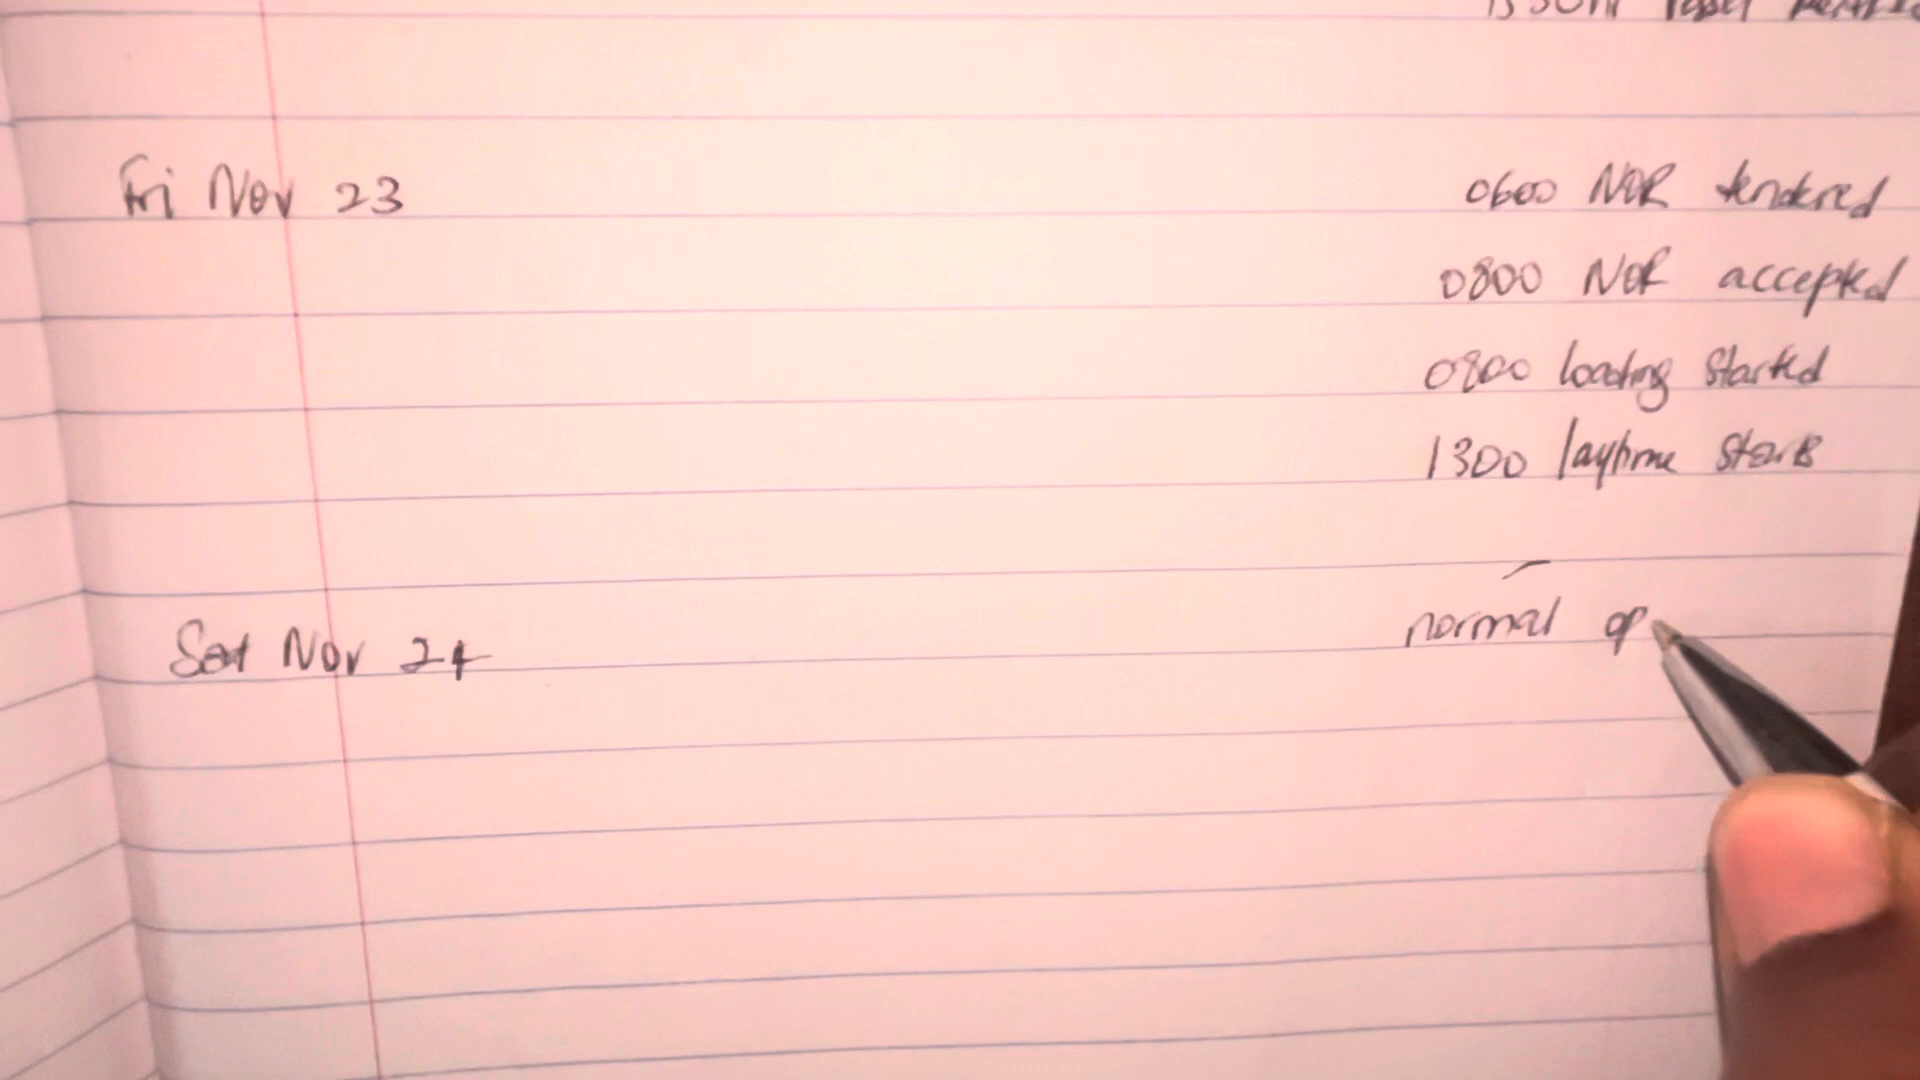 Fri Nov 23
0600 NOR tendered
0800 NOR accepted
0800 loading started
1300 laytime starts
Sat Nov 24
normal op